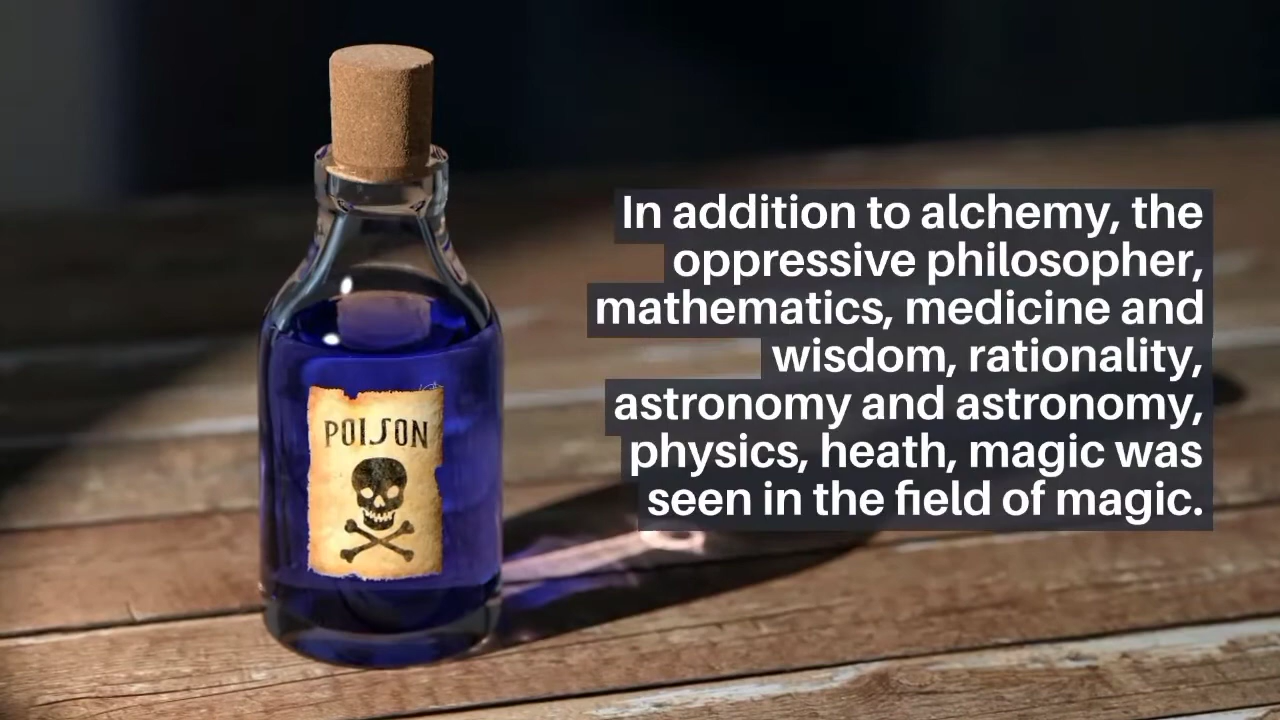 POISON
In addition to alchemy, the
oppressive philosopher,
mathematics, medicine and
wisdom, rationality,
astronomy and astronomy,
physics, heath, magic was
seen in the field of magic.